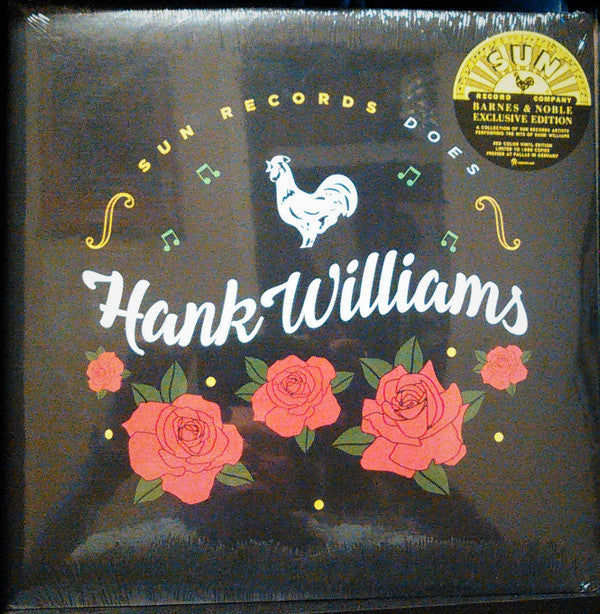 SUN RECORDS DOES
Hank Williams
SUN
RECORD COMPANY
BARNES & NOBLE
EXCLUSIVE EDITION
A COLLECTION OF SUN RECORDS ARTISTS
PERFORMING THE HITS OF HANK WILLIAMS
RED COLOR VINYL EDITION
LIMITED TO 1000 COPIES
PRESSED AT PALLAS IN GERMANY